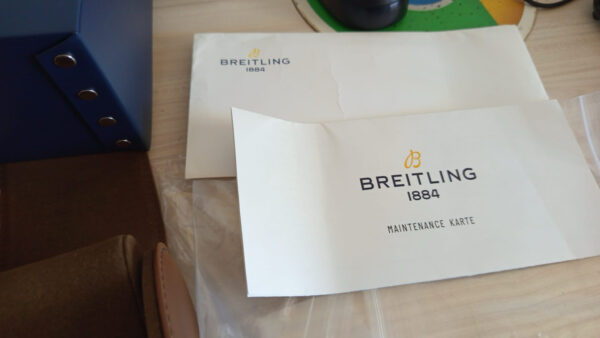 BREITLING
1884
BREITLING
1884
MAINTENANCE KARTE